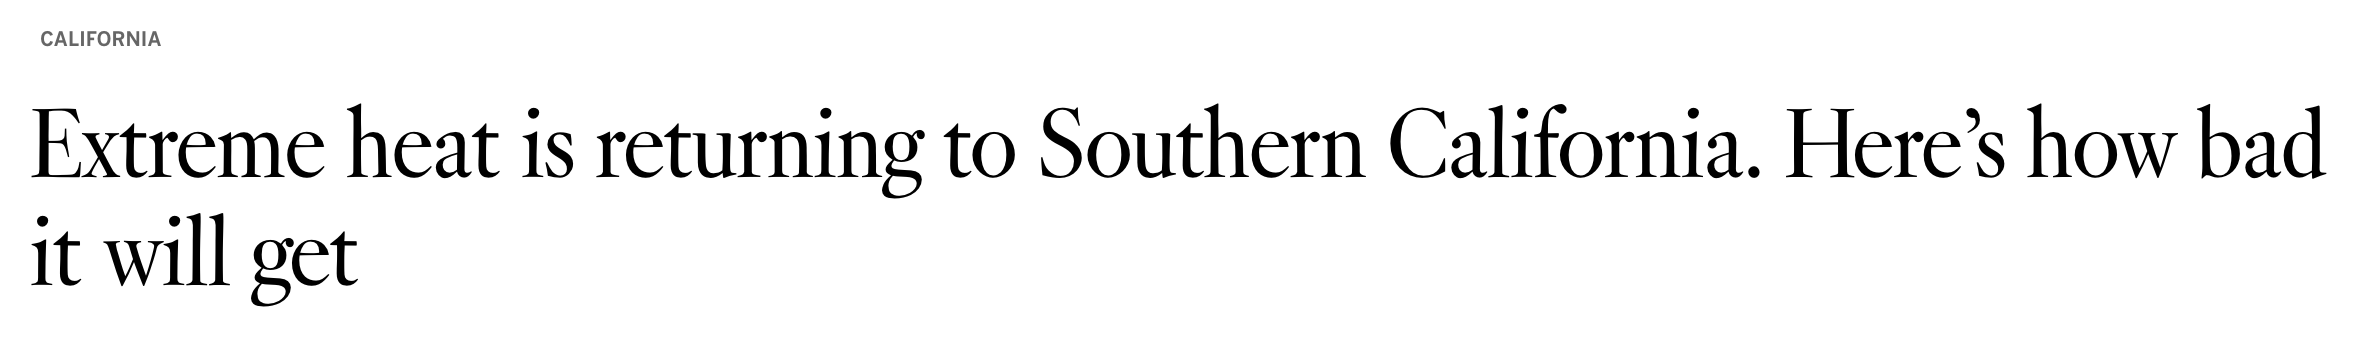 CALIFORNIA
Extreme heat is returning to Southern California. Here’s how bad
it will get